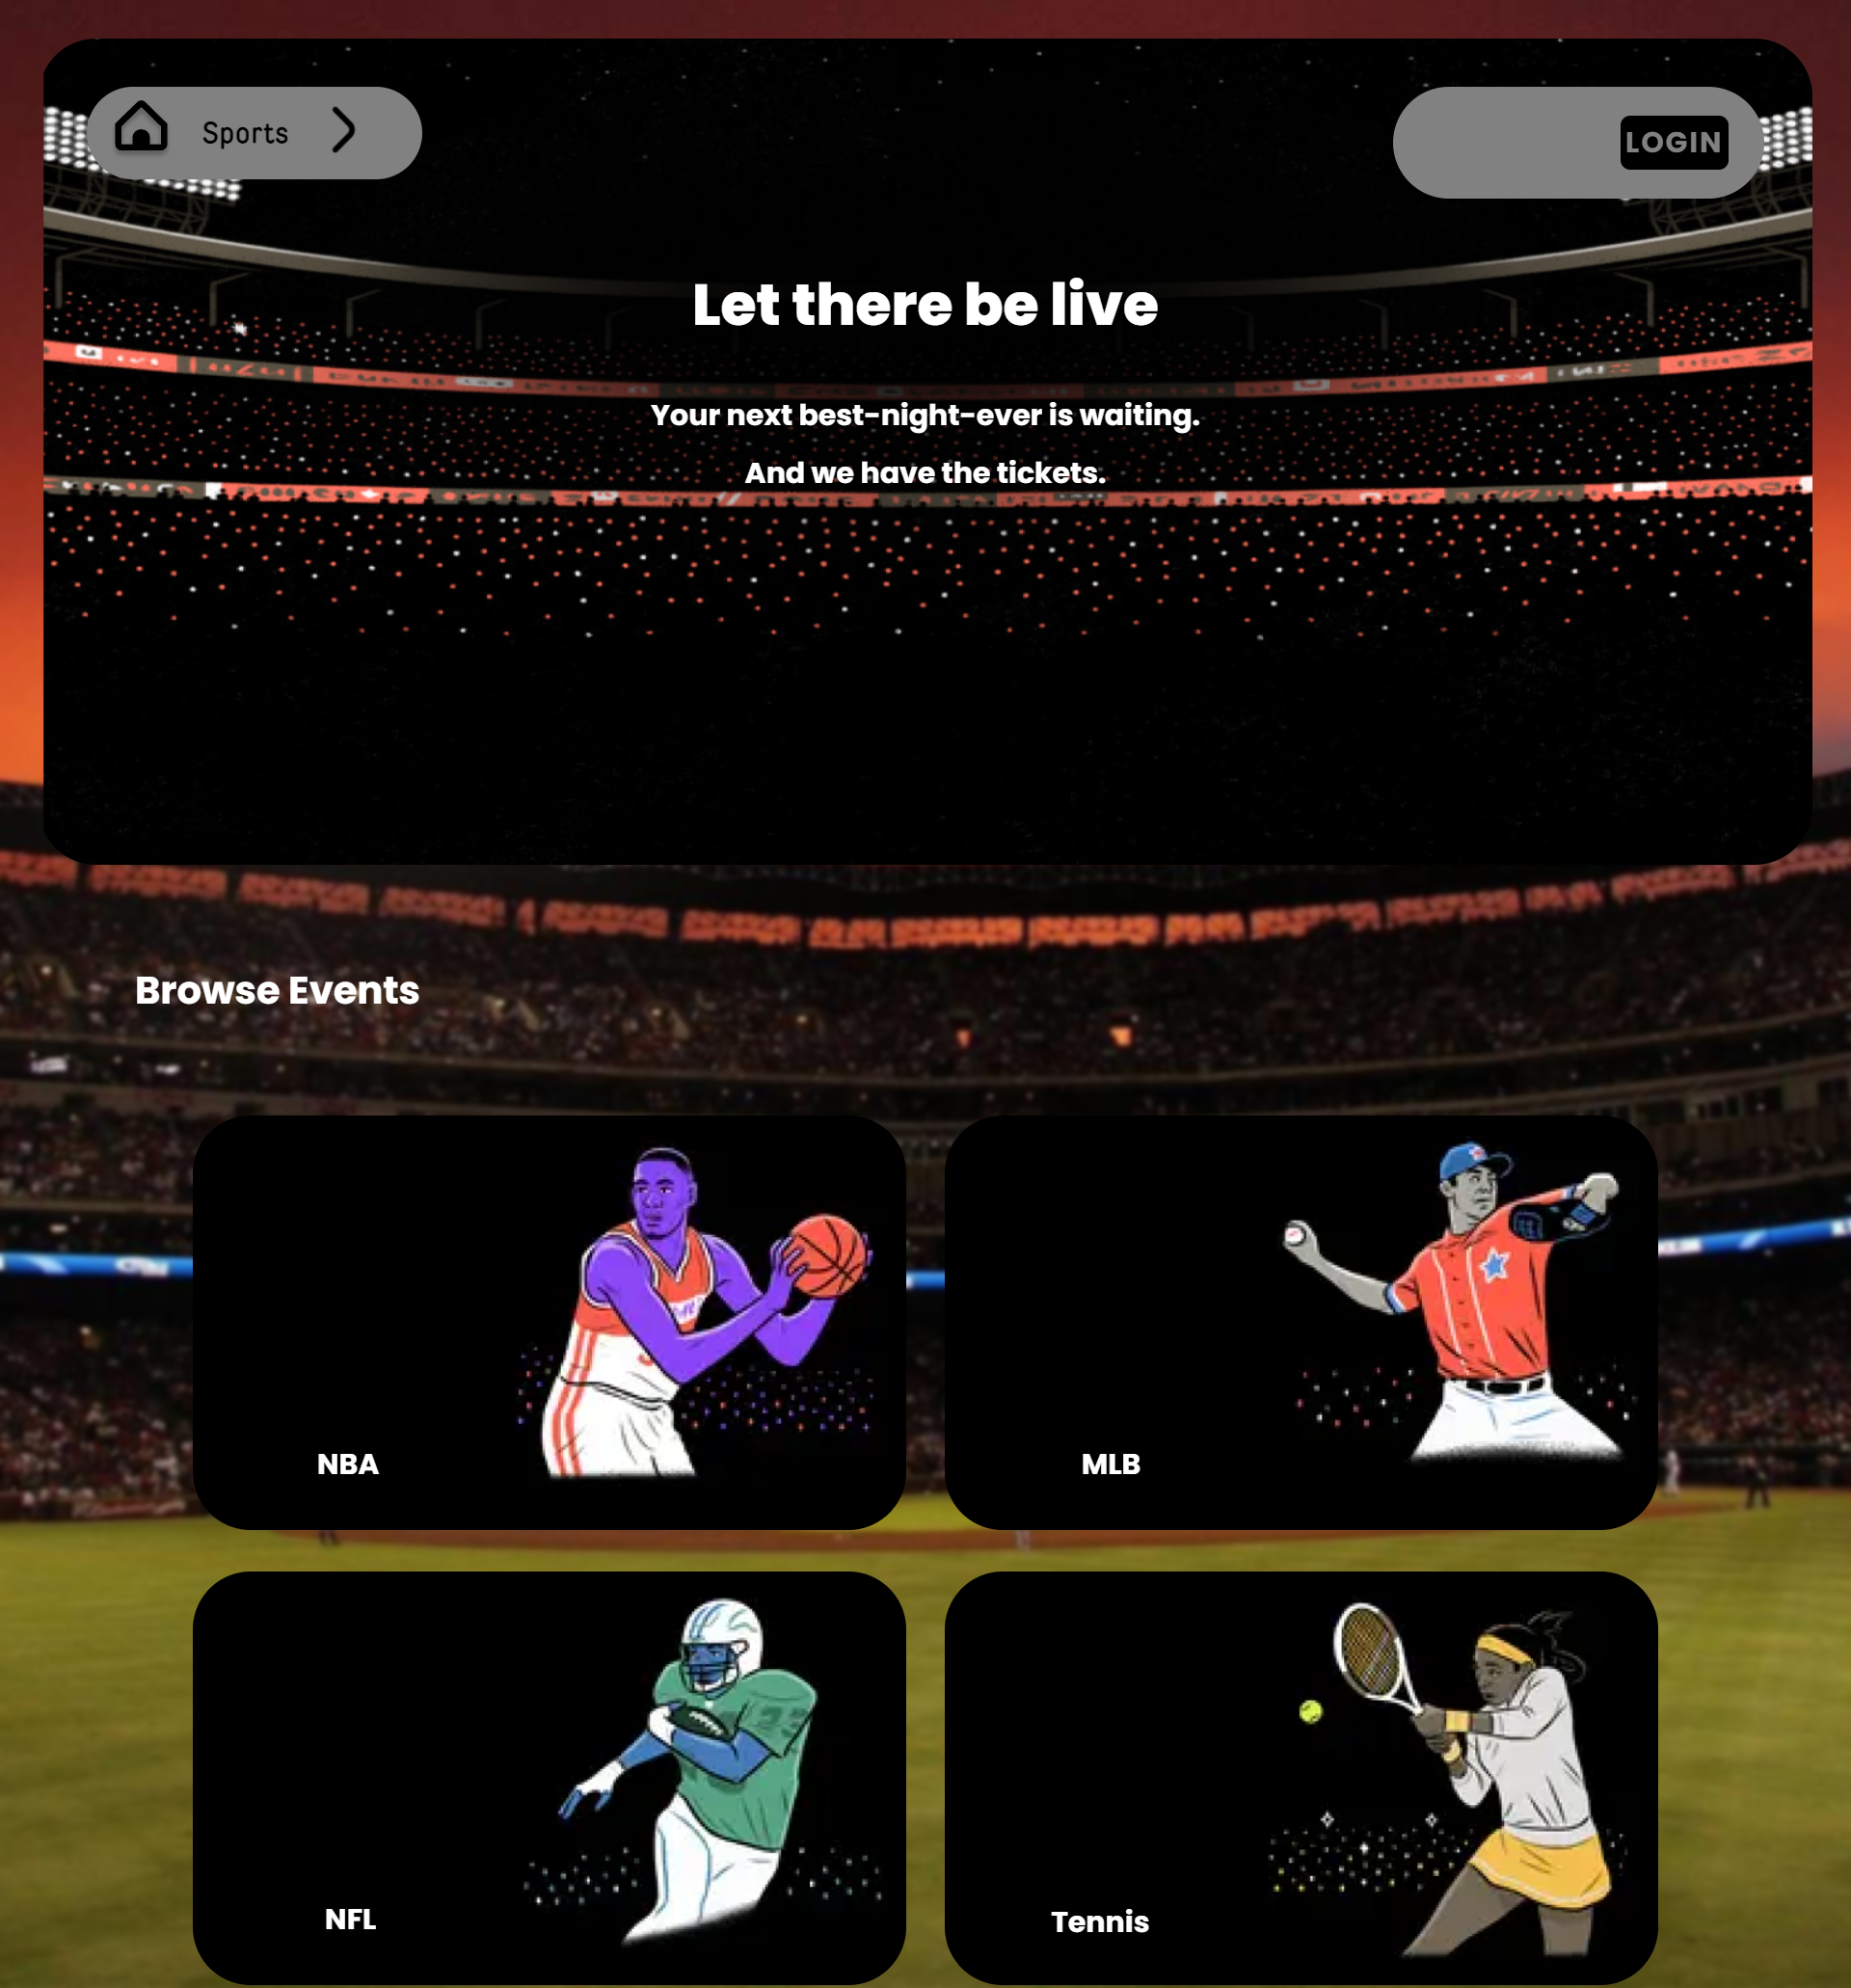 Sports
LOGIN
Let there be live
Your next best-night-ever is waiting.
And we have the tickets.
Browse Events
NBA
MLB
NFL
Tennis